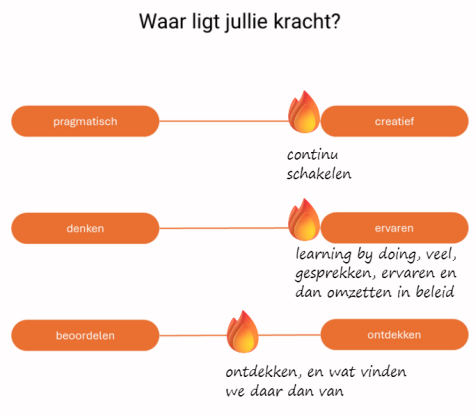 Waar ligt jullie kracht?
pragmatisch
creatief
continu
schakelen
denken
ervaren
learning by doing, veel,
gesprekken, ervaren en
dan omzetten in beleid
beoordelen
ontdekken
ontdekken, en wat vinden
we daar dan van